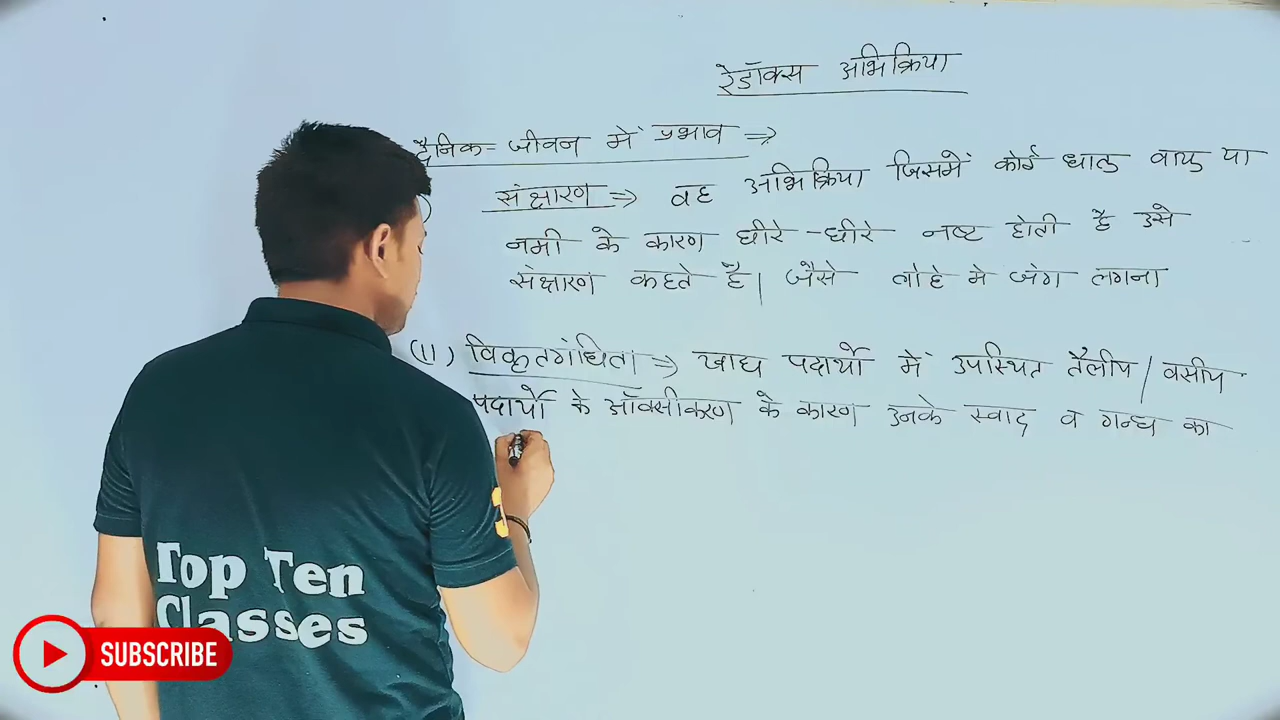 रेडॉक्स अभिक्रिया
दैनिक- जीवन में प्रभाव ⇒
संक्षारण ⇒ वह अभिक्रिया जिसमें कोई धातु वायु या
नमी के कारण धीरे-धीरे नष्ट होती है उसे
संक्षारण कहते है| जैसे लोहे मे जंग लगना
(11) विकृतगंधिता ⇒ खाद्य पदार्थो में उपस्थित तैलीय/वसीय
पदार्थो के ऑक्सीकरण के कारण उनके स्वाद व गन्ध का
Top Ten
Classes
SUBSCRIBE